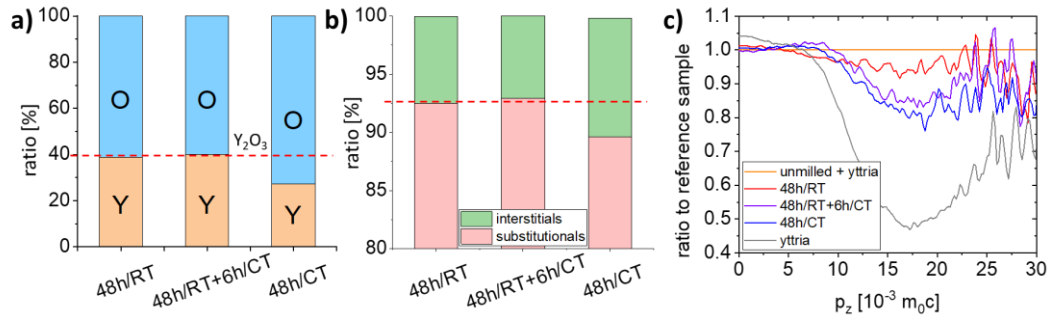 a)
ratio [%]
100
80
60
40
20
0
O
O
O
Y₂O₃
Y
Y
Y
48h/RT
48h/RT+6h/CT
48h/CT
b)
ratio [%]
100
95
90
85
80
interstitials
substitutionals
48h/RT
48h/RT+6h/CT
48h/CT
c)
ratio to reference sample
1.1
1.0
0.9
0.8
0.7
0.6
0.5
0.4
unmilled + yttria
48h/RT
48h/RT+6h/CT
48h/CT
yttria
0 5 10 15 20 25 30
p_z [10⁻³ m₀c]